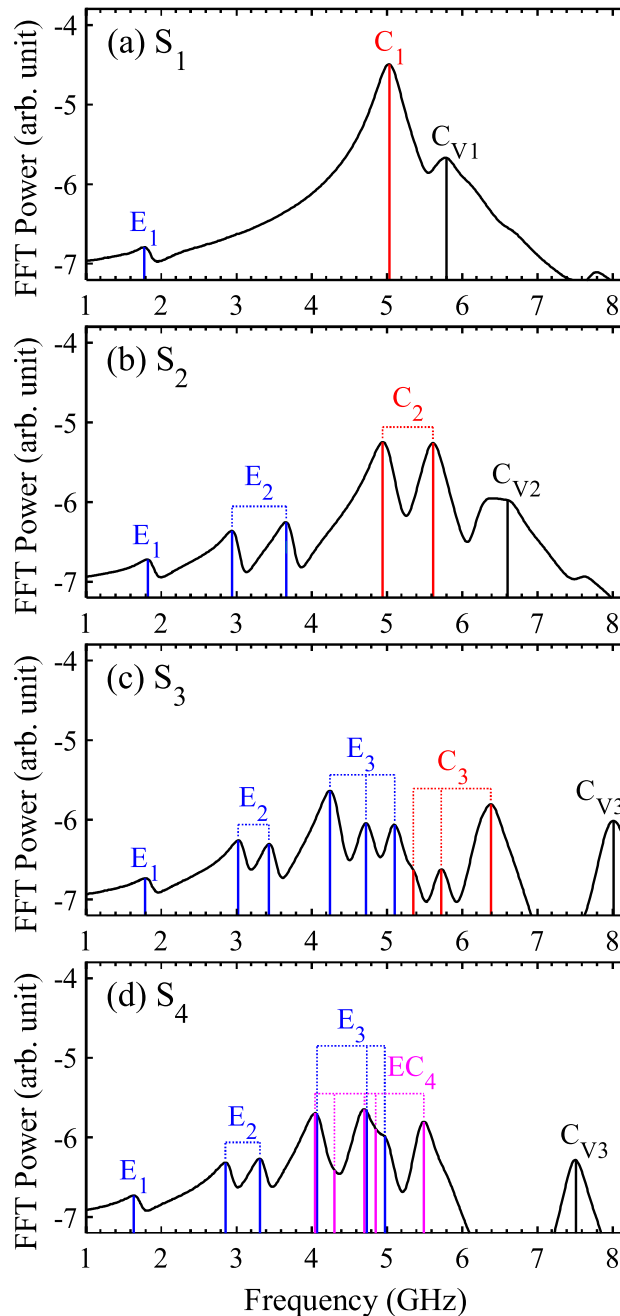 (a) S1
C1
CV1
E1
FFT Power (arb. unit)
-4
-5
-6
-7
1 2 3 4 5 6 7 8
(b) S2
C2
E2
CV2
E1
FFT Power (arb. unit)
-4
-5
-6
-7
1 2 3 4 5 6 7 8
(c) S3
E3
C3
E2
CV3
E1
FFT Power (arb. unit)
-4
-5
-6
-7
1 2 3 4 5 6 7 8
(d) S4
E3
EC4
E2
CV3
E1
FFT Power (arb. unit)
-4
-5
-6
-7
1 2 3 4 5 6 7 8
Frequency (GHz)